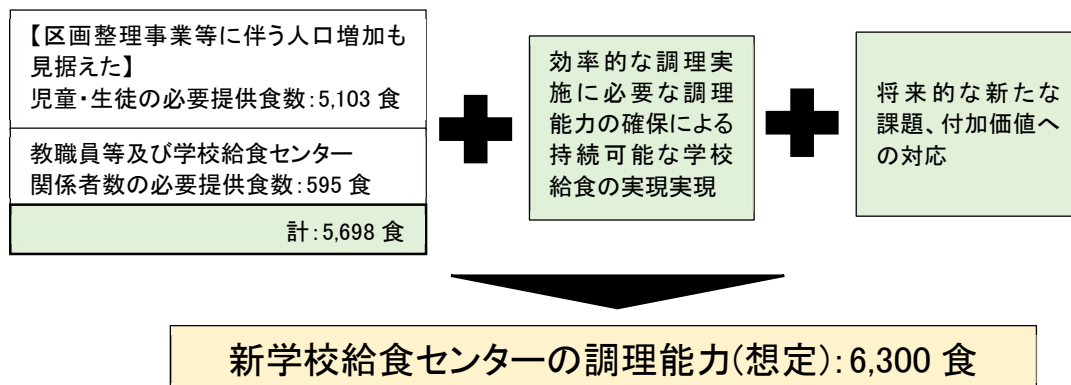 【区画整理事業等に伴う人口増加も
見据えた】
児童・生徒の必要提供食数：5,103 食
教職員等及び学校給食センター
関係者数の必要提供食数：595 食
計：5,698 食
効率的な調理実
施に必要な調理
能力の確保による
持続可能な学校
給食の実現実現
将来的な新たな
課題、付加価値へ
の対応
新学校給食センターの調理能力(想定)：6,300 食